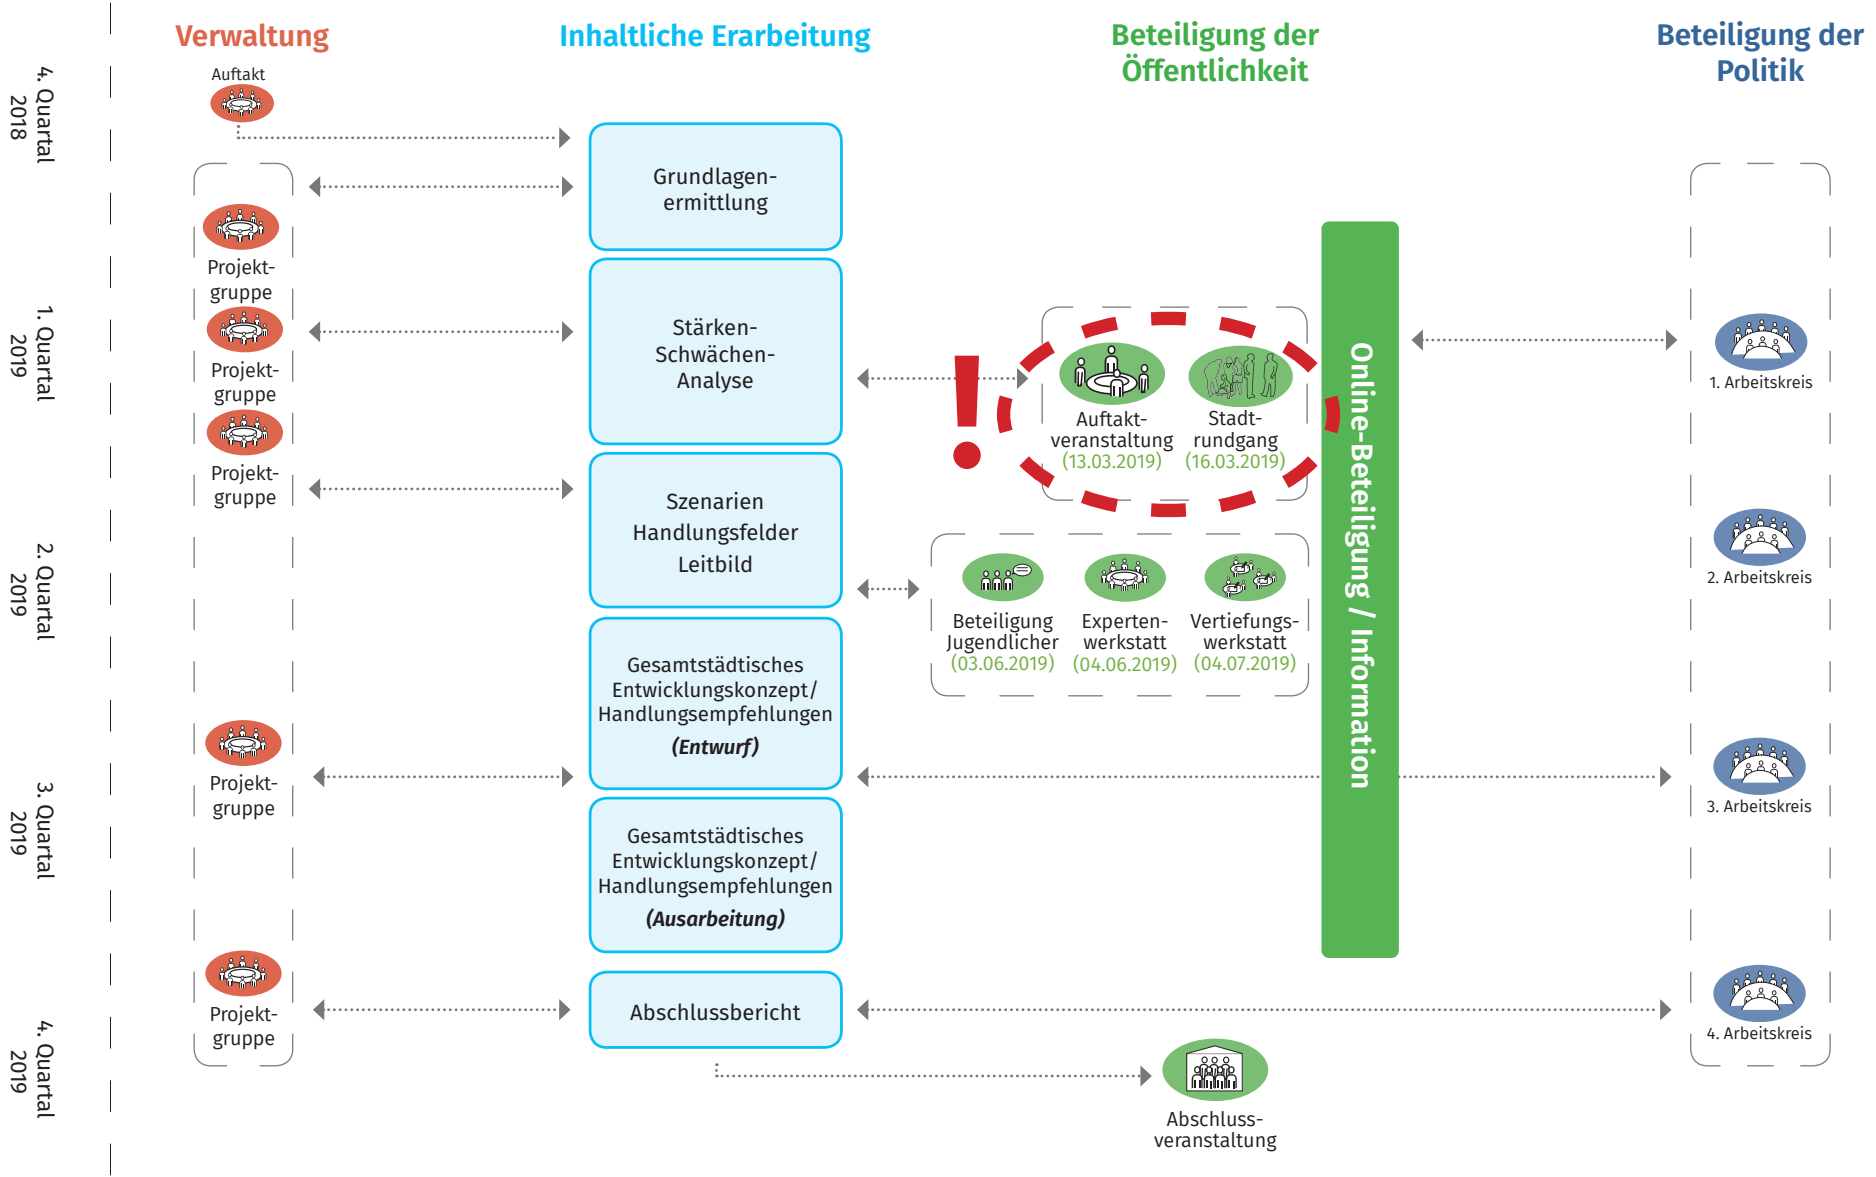 Verwaltung
Inhaltliche Erarbeitung
Beteiligung der
Öffentlichkeit
Beteiligung der
Politik
4. Quartal
2018
1. Quartal
2019
2. Quartal
2019
3. Quartal
2019
4. Quartal
2019
Auftakt
Projekt-
gruppe
Projekt-
gruppe
Projekt-
gruppe
Projekt-
gruppe
Projekt-
gruppe
Grundlagen-
ermittlung
Stärken-
Schwächen-
Analyse
Szenarien
Handlungsfelder
Leitbild
Gesamtstädtisches
Entwicklungskonzept/
Handlungsempfehlungen
(Entwurf)
Gesamtstädtisches
Entwicklungskonzept/
Handlungsempfehlungen
(Ausarbeitung)
Abschlussbericht
!
Auftakt-
veranstaltung
(13.03.2019)
Stadt-
rundgang
(16.03.2019)
Beteiligung
Jugendlicher
(03.06.2019)
Experten-
werkstatt
(04.06.2019)
Vertiefungs-
werkstatt
(04.07.2019)
Abschluss-
veranstaltung
Online-Beteiligung / Information
1. Arbeitskreis
2. Arbeitskreis
3. Arbeitskreis
4. Arbeitskreis